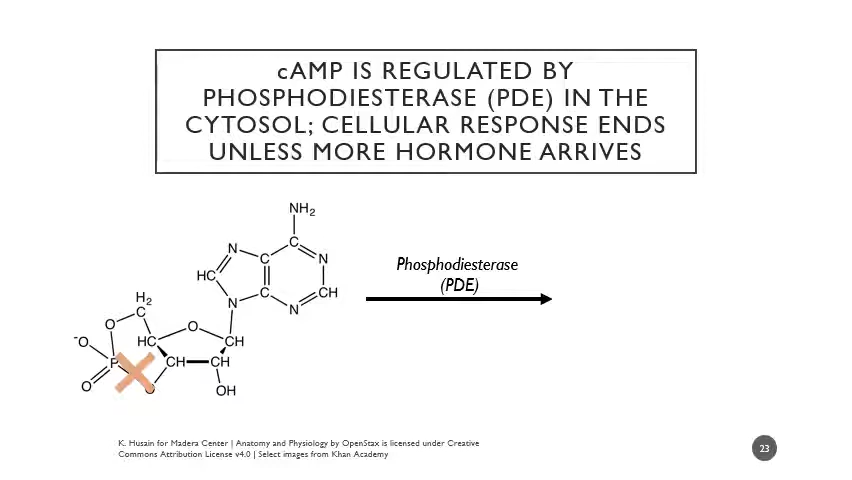 cAMP IS REGULATED BY
PHOSPHODIESTERASE (PDE) IN THE
CYTOSOL; CELLULAR RESPONSE ENDS
UNLESS MORE HORMONE ARRIVES
NH2
N
C
C
N
HC
C
CH
N
N
H2
C
O
O
-O
HC
CH
P
CH
CH
O
O
OH
Phosphodiesterase
(PDE)
K. Husain for Madera Center | Anatomy and Physiology by OpenStax is licensed under Creative
Commons Attribution License v4.0 | Select images from Khan Academy
23